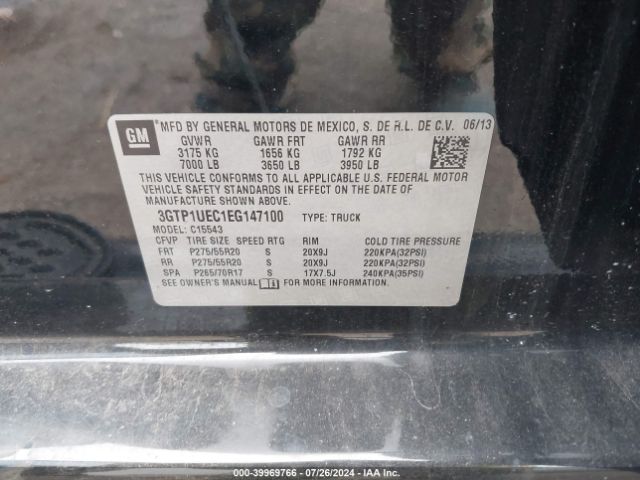 GM
MFD BY GENERAL MOTORS DE MEXICO, S. DE R.L. DE C.V. 06/13
GVWR GAWR FRT GAWR RR
3175 KG 1656 KG 1792 KG
7000 LB 3650 LB 3950 LB
THIS VEHICLE CONFORMS TO ALL APPLICABLE U.S. FEDERAL MOTOR
VEHICLE SAFETY STANDARDS IN EFFECT ON THE DATE OF
MANUFACTURE SHOWN ABOVE.
3GTP1UEC1EG147100 TYPE: TRUCK
MODEL: C15543
CFVP TIRE SIZE SPEED RTG RIM COLD TIRE PRESSURE
FRT P275/55R20 S 20X9J 220KPA(32PSI)
RR P275/55R20 S 20X9J 220KPA(32PSI)
SPA P265/70R17 S 17X7.5J 240KPA(35PSI)
SEE OWNER'S MANUAL FOR MORE INFORMATION.
000-39969766 - 07/26/2024 - IAA Inc.